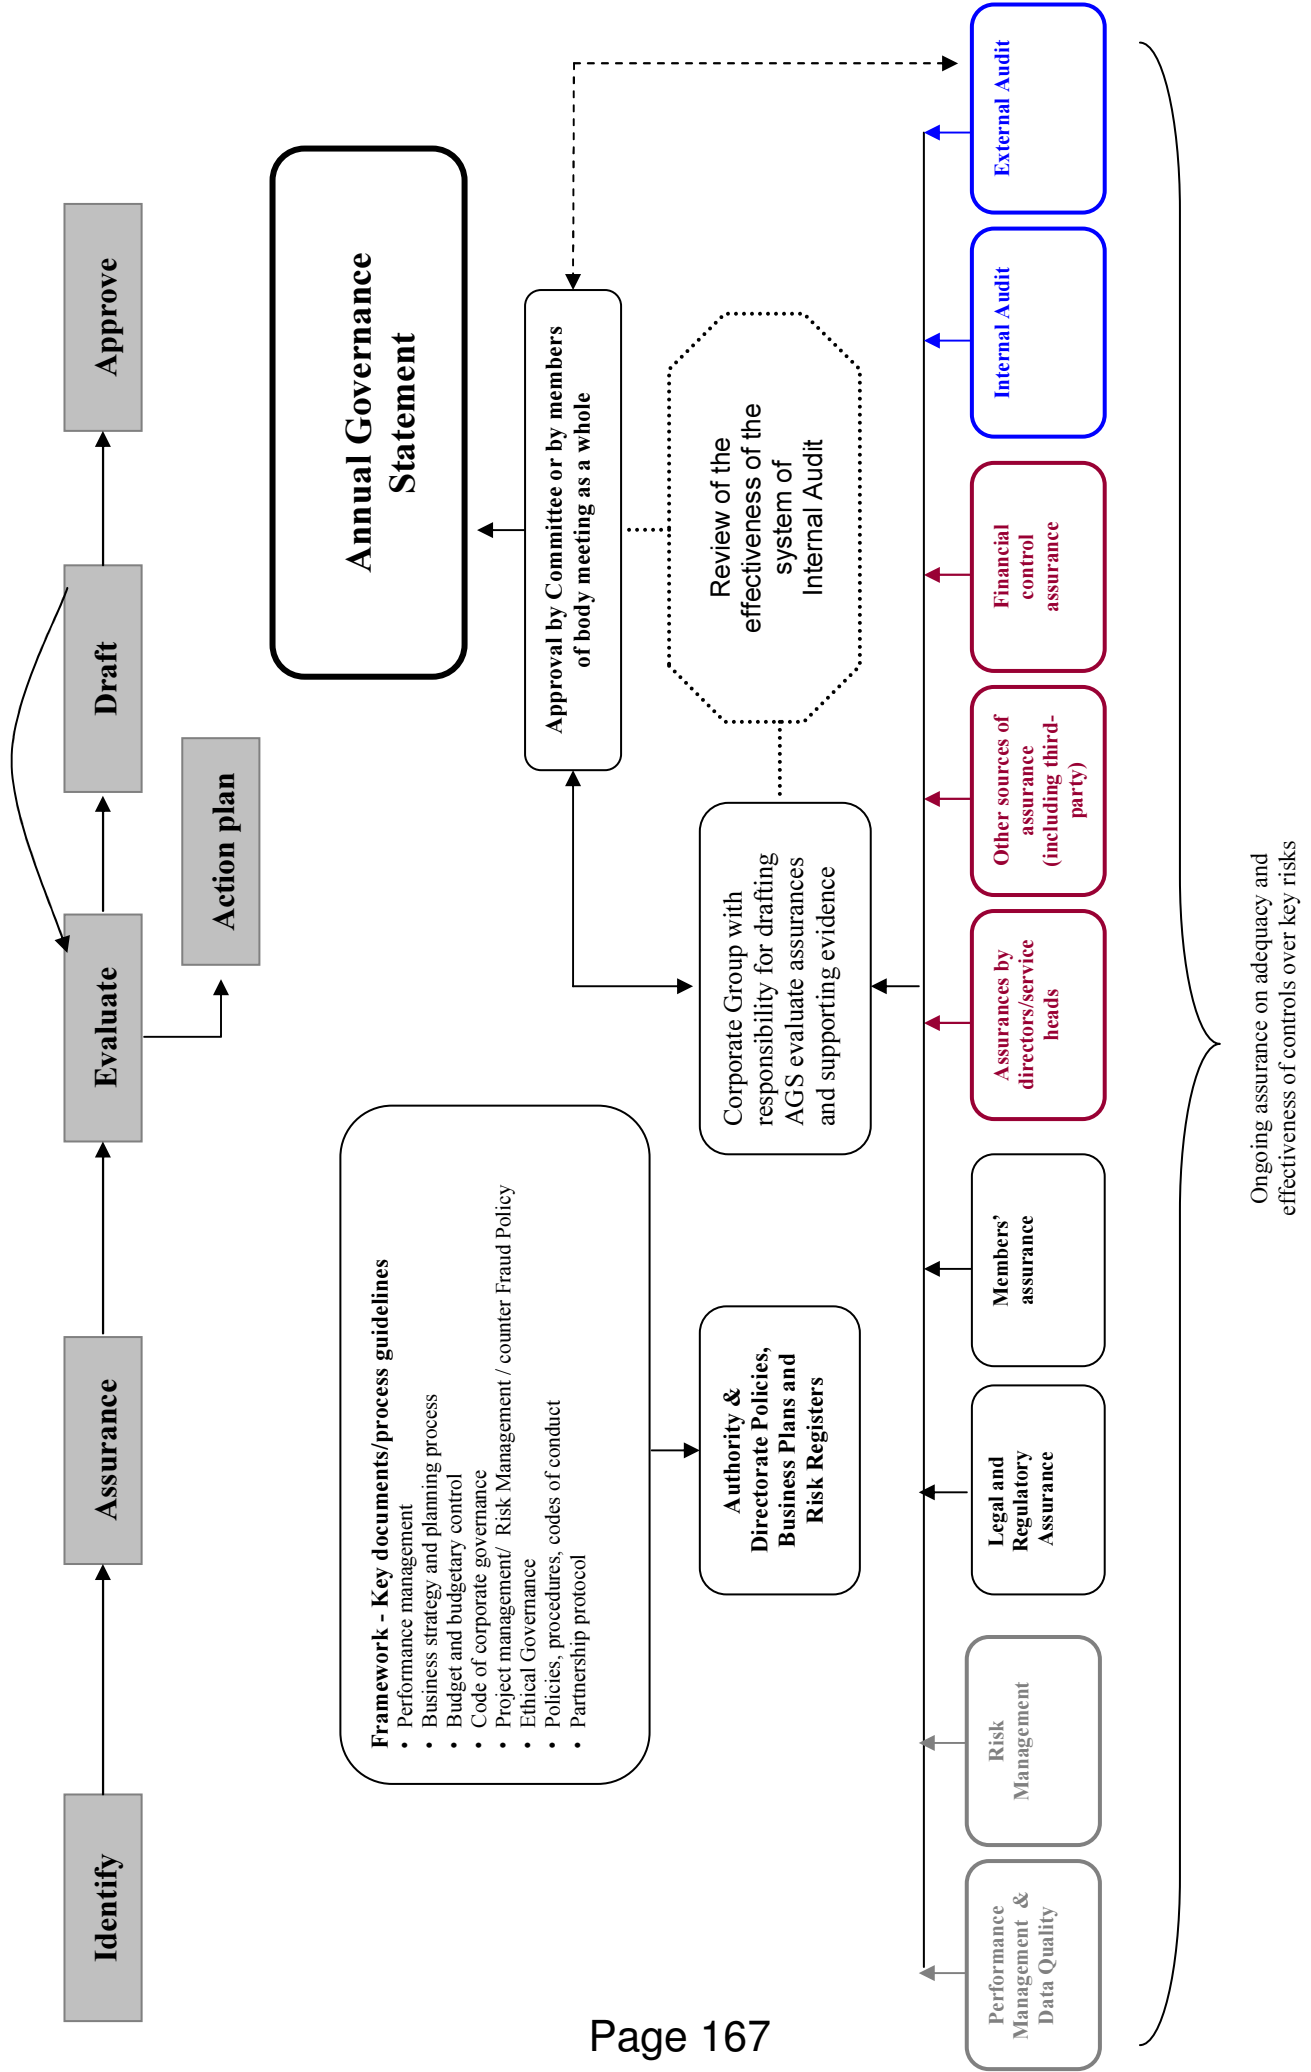 Identify
Assurance
Evaluate
Draft
Approve
Action plan
Annual Governance
Statement
Framework - Key documents/process guidelines
• Performance management
• Business strategy and planning process
• Budget and budgetary control
• Code of corporate governance
• Project management/ Risk Management / counter Fraud Policy
• Ethical Governance
• Policies, procedures, codes of conduct
• Partnership protocol
Approval by Committee or by members
of body meeting as a whole
Authority &
Directorate Policies,
Business Plans and
Risk Registers
Corporate Group with
responsibility for drafting
AGS evaluate assurances
and supporting evidence
Review of the
effectiveness of the
system of
Internal Audit
Performance
Management &
Data Quality
Risk
Management
Legal and
Regulatory
Assurance
Members’
assurance
Assurances by
directors/service
heads
Other sources of
assurance
(including third-
party)
Financial
control
assurance
Internal Audit
External Audit
Ongoing assurance on adequacy and
effectiveness of controls over key risks
Page 167